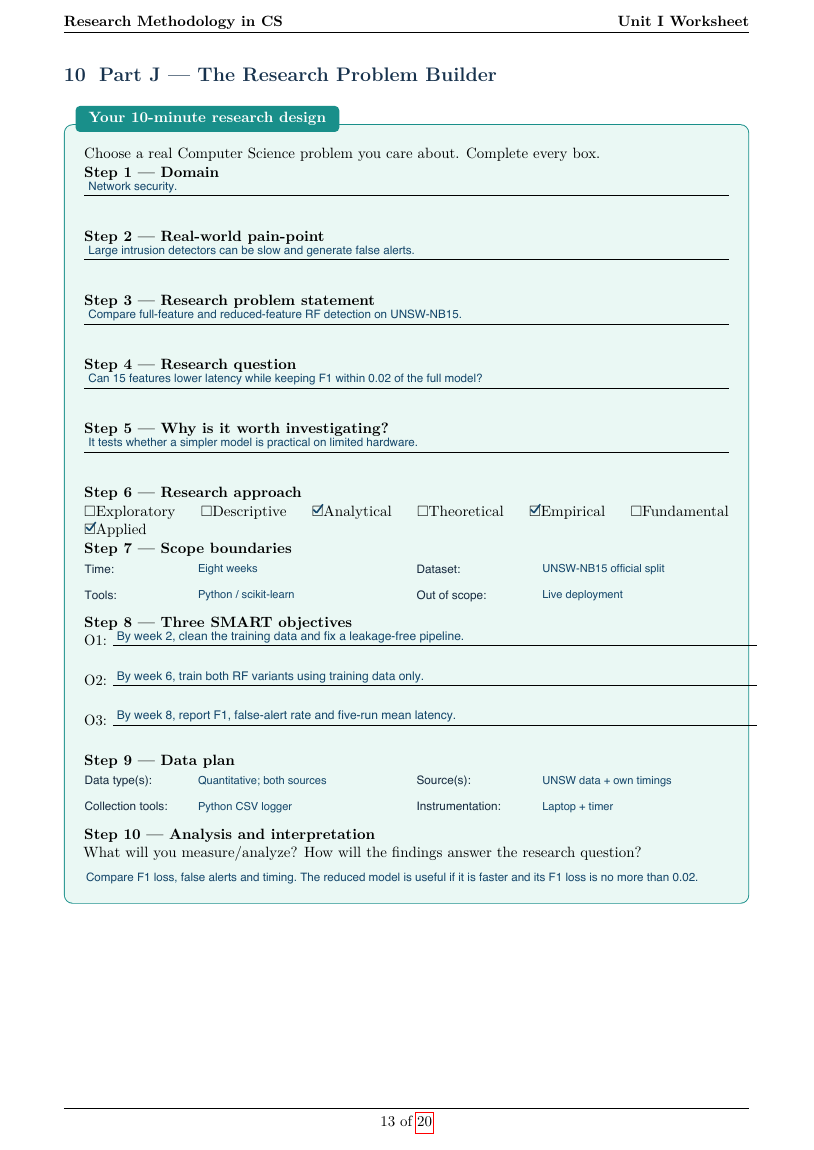 Research Methodology in CS Unit I Worksheet
10 Part J — The Research Problem Builder
Your 10-minute research design
Choose a real Computer Science problem you care about. Complete every box.
Step 1 — Domain
Network security.
Step 2 — Real-world pain-point
Large intrusion detectors can be slow and generate false alerts.
Step 3 — Research problem statement
Compare full-feature and reduced-feature RF detection on UNSW-NB15.
Step 4 — Research question
Can 15 features lower latency while keeping F1 within 0.02 of the full model?
Step 5 — Why is it worth investigating?
It tests whether a simpler model is practical on limited hardware.
Step 6 — Research approach
☐Exploratory ☐Descriptive ☑Analytical ☐Theoretical ☑Empirical ☐Fundamental
☑Applied
Step 7 — Scope boundaries
Time: Eight weeks Dataset: UNSW-NB15 official split
Tools: Python / scikit-learn Out of scope: Live deployment
Step 8 — Three SMART objectives
O1: By week 2, clean the training data and fix a leakage-free pipeline.
O2: By week 6, train both RF variants using training data only.
O3: By week 8, report F1, false-alert rate and five-run mean latency.
Step 9 — Data plan
Data type(s): Quantitative; both sources Source(s): UNSW data + own timings
Collection tools: Python CSV logger Instrumentation: Laptop + timer
Step 10 — Analysis and interpretation
What will you measure/analyze? How will the findings answer the research question?
Compare F1 loss, false alerts and timing. The reduced model is useful if it is faster and its F1 loss is no more than 0.02.
13 of 20